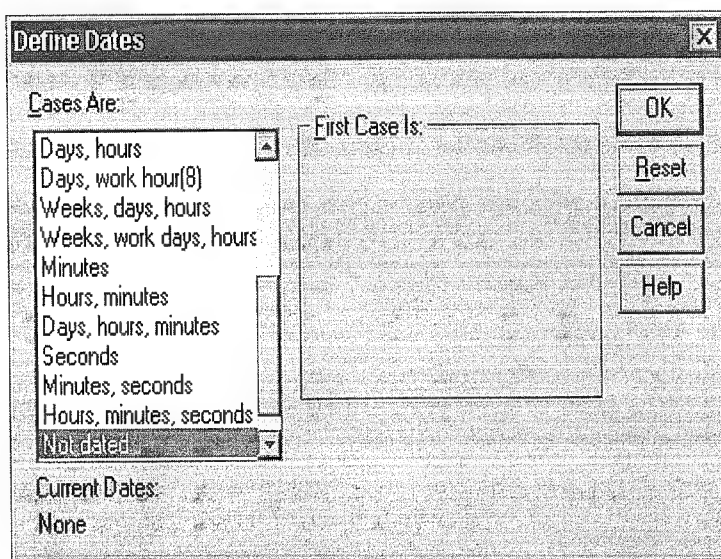 Define Dates
Cases Are:
Days, hours
Days, work hour(8)
Weeks, days, hours
Weeks, work days, hours
Minutes
Hours, minutes
Days, hours, minutes
Seconds
Minutes, seconds
Hours, minutes, seconds
Not dated
First Case Is:
OK
Reset
Cancel
Help
Current Dates:
None